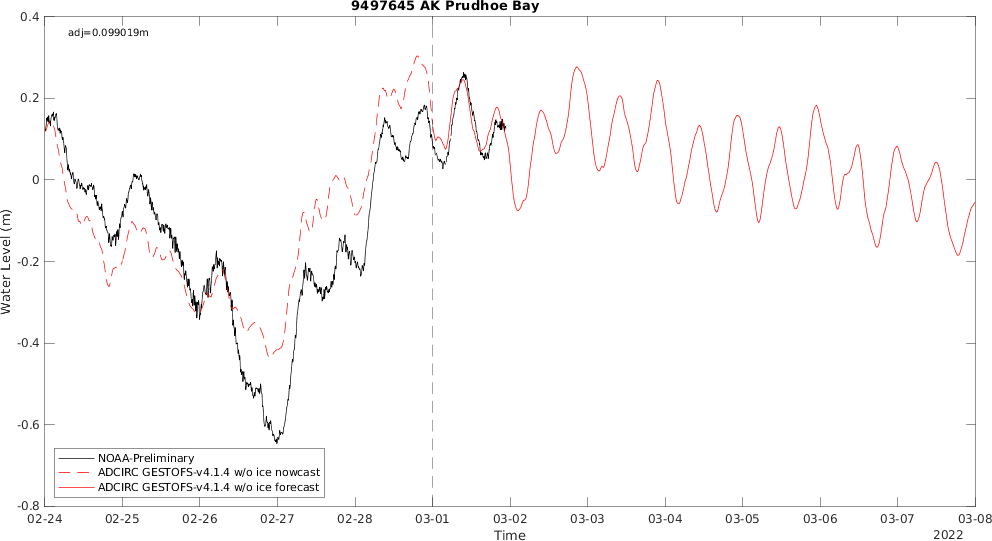 9497645 AK Prudhoe Bay
adj=0.099019m
0.4
0.2
0
-0.2
-0.4
-0.6
-0.8
Water Level (m)
NOAA-Preliminary
ADCIRC GESTOFS-v4.1.4 w/o ice nowcast
ADCIRC GESTOFS-v4.1.4 w/o ice forecast
02-24 02-25 02-26 02-27 02-28 03-01 03-02 03-03 03-04 03-05 03-06 03-07 03-08
Time
2022